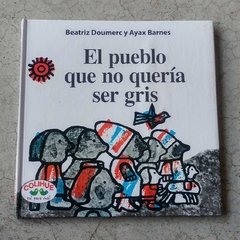 Beatriz Doumerc y Ayax Barnes
El pueblo
que no quería
ser gris
COLIHUE